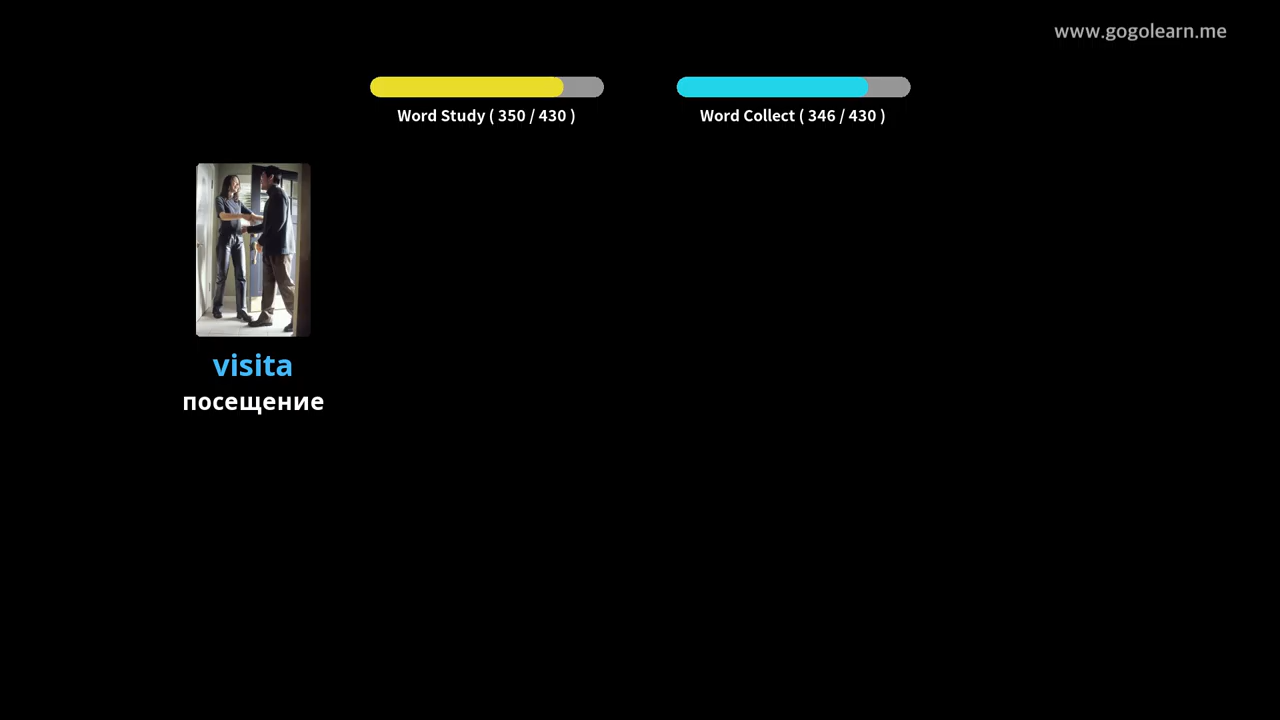 www.gogolearn.me
Word Study ( 350 / 430 )
Word Collect ( 346 / 430 )
visita
посещение